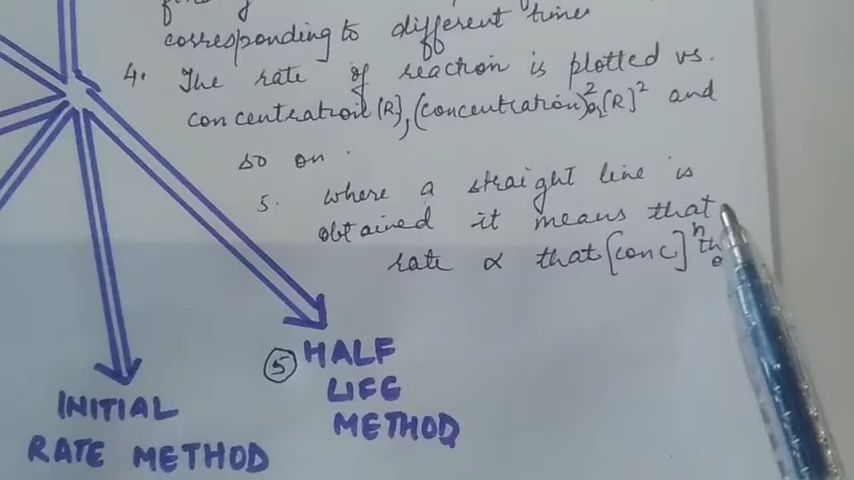 corresponding to different times
4. The rate of reaction is plotted vs.
concentration [R], (concentration)² or [R]² and
so on.
5. where a straight line is
obtained it means that
rate ∝ that [conc]ⁿ th
⑤ HALF
LIFE
METHOD
INITIAL
RATE METHOD